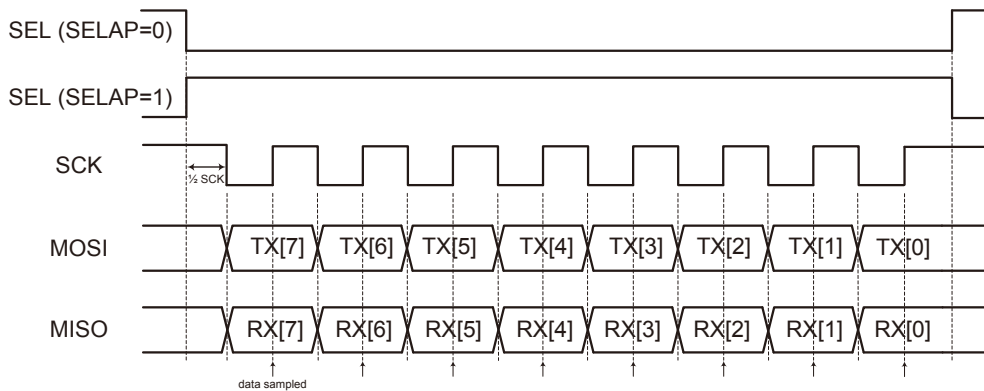 SEL (SELAP=0)
SEL (SELAP=1)
SCK
½ SCK
MOSI
TX[7] TX[6] TX[5] TX[4] TX[3] TX[2] TX[1] TX[0]
MISO
RX[7] RX[6] RX[5] RX[4] RX[3] RX[2] RX[1] RX[0]
data sampled